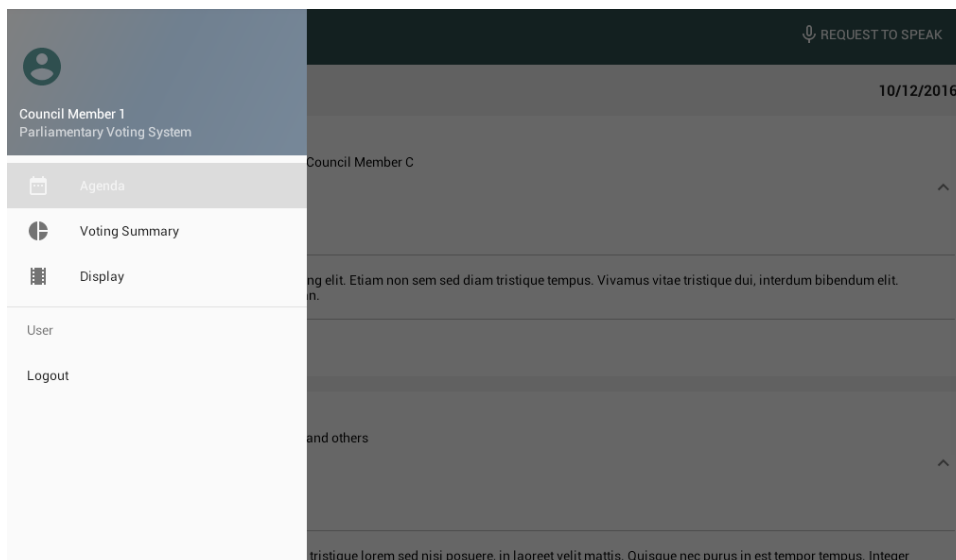 REQUEST TO SPEAK
10/12/2016
Council Member 1
Parliamentary Voting System
Council Member C
Agenda
Voting Summary
Display
ng elit. Etiam non sem sed diam tristique tempus. Vivamus vitae tristique dui, interdum bibendum elit.
n.
User
Logout
and others
tristique lorem sed nisi posuere, in laoreet velit mattis. Quisque nec purus in est tempor tempus. Integer